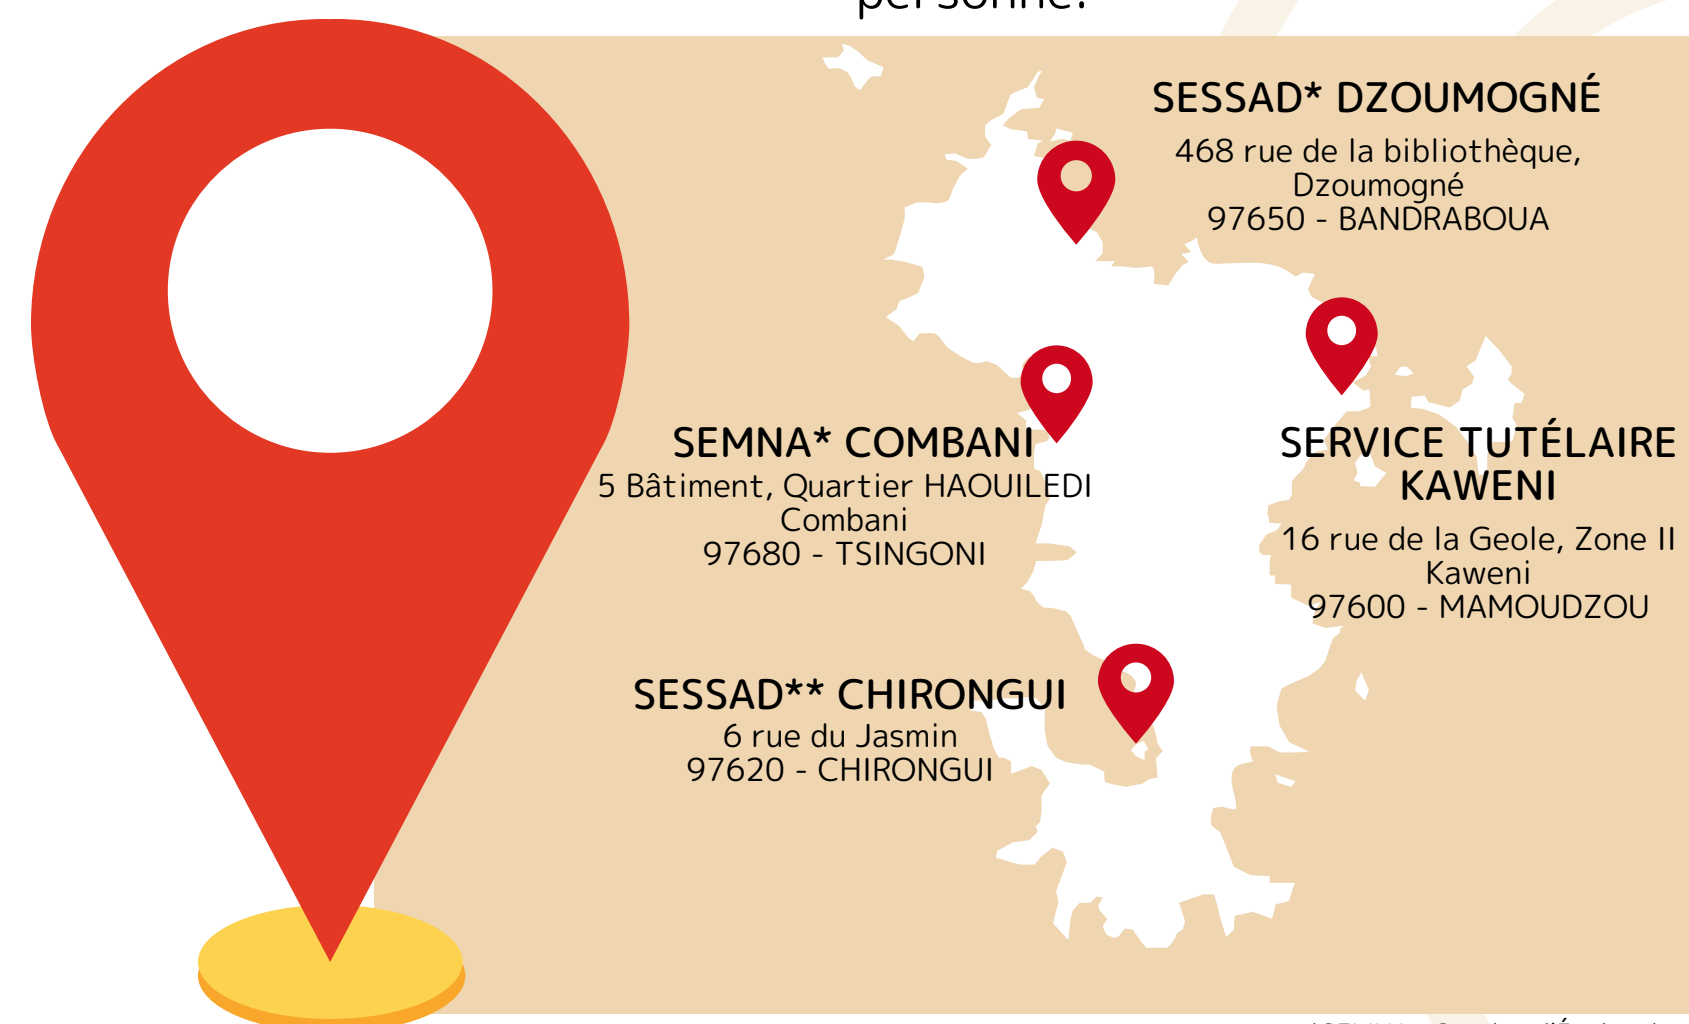 personne.
SESSAD* DZOUMOGNÉ
468 rue de la bibliothèque,
Dzoumogné
97650 - BANDRABOUA
SEMNA* COMBANI
5 Bâtiment, Quartier HAOUILEDI
Combani
97680 - TSINGONI
SERVICE TUTÉLAIRE
KAWENI
16 rue de la Geole, Zone II
Kaweni
97600 - MAMOUDZOU
SESSAD** CHIRONGUI
6 rue du Jasmin
97620 - CHIRONGUI